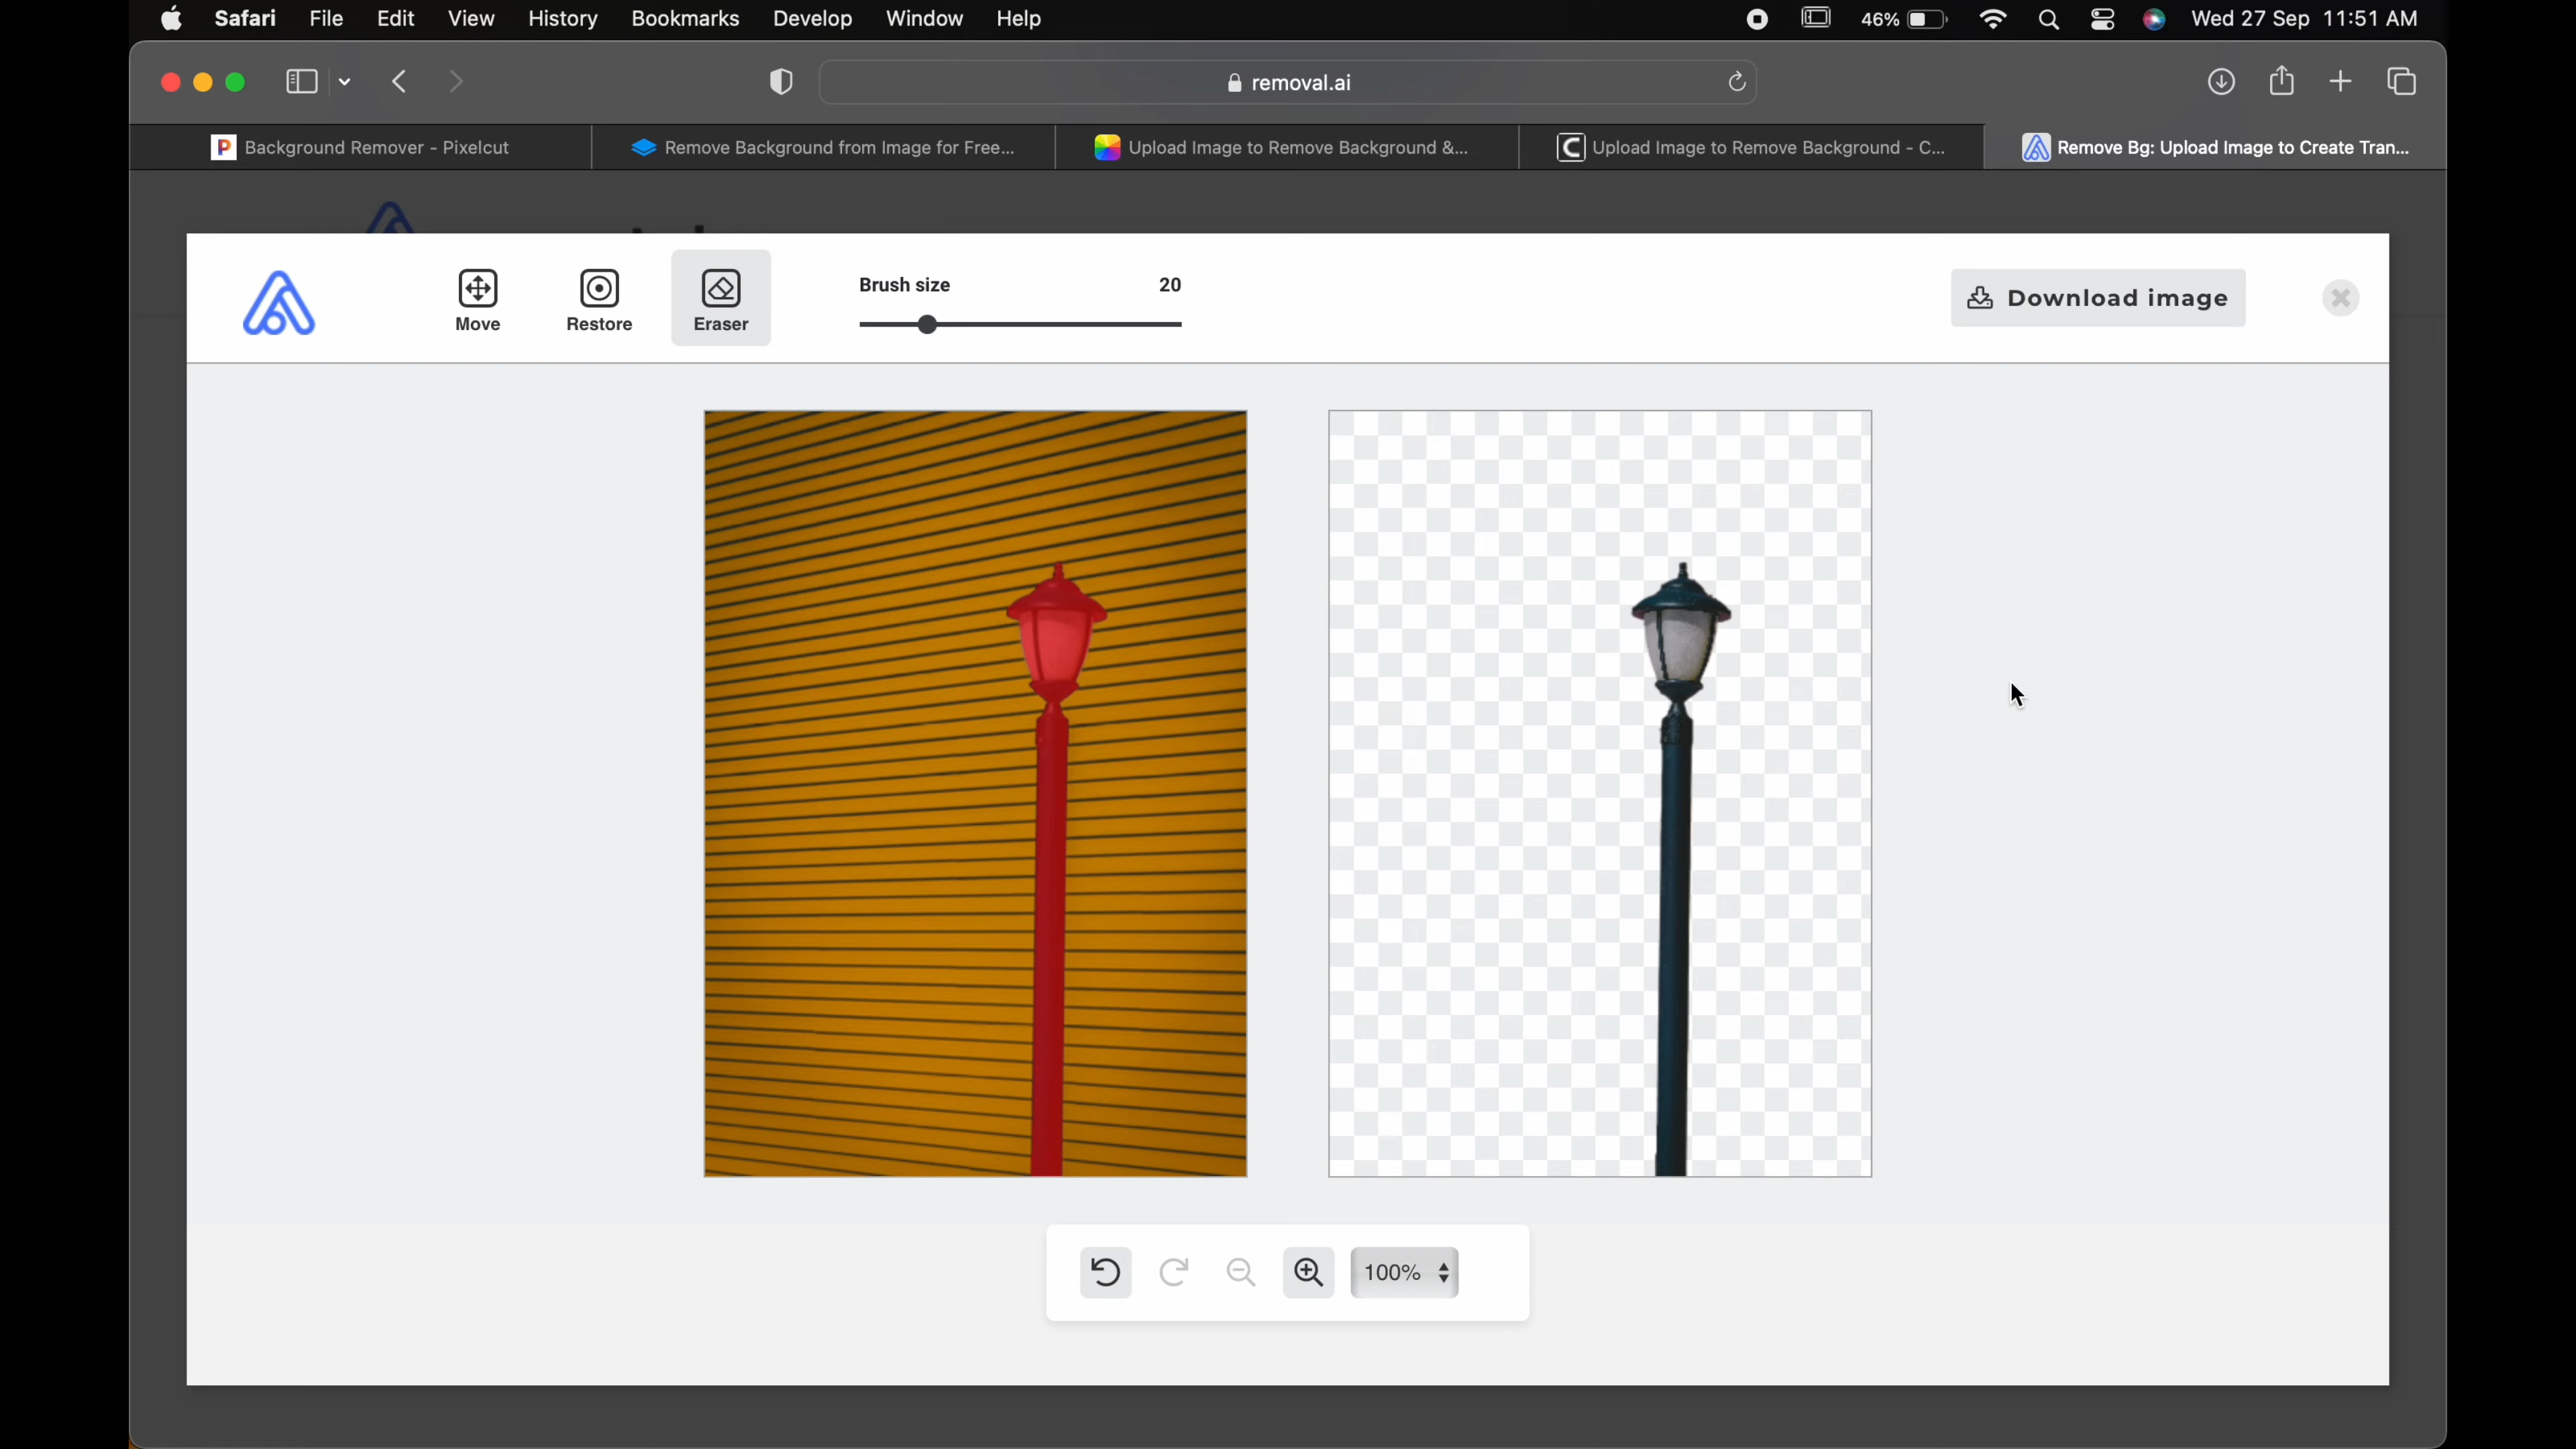 Safari File Edit View History Bookmarks Develop Window Help 46% Wed 27 Sep 11:51 AM
removal.ai
Background Remover - Pixelcut
Remove Background from Image for Free...
Upload Image to Remove Background &...
Upload Image to Remove Background - C...
Remove Bg: Upload Image to Create Tran...
Move
Restore
Eraser
Brush size 20
Download image
100%